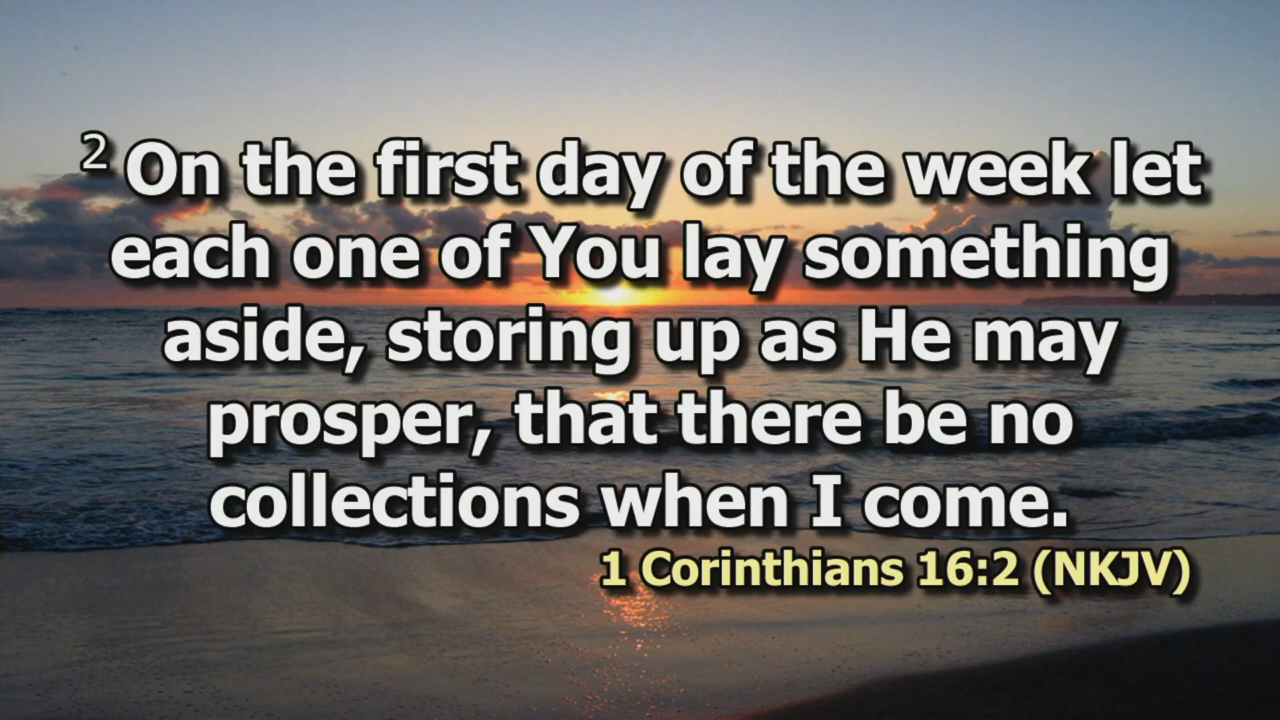 2 On the first day of the week let
each one of You lay something
aside, storing up as He may
prosper, that there be no
collections when I come.
1 Corinthians 16:2 (NKJV)